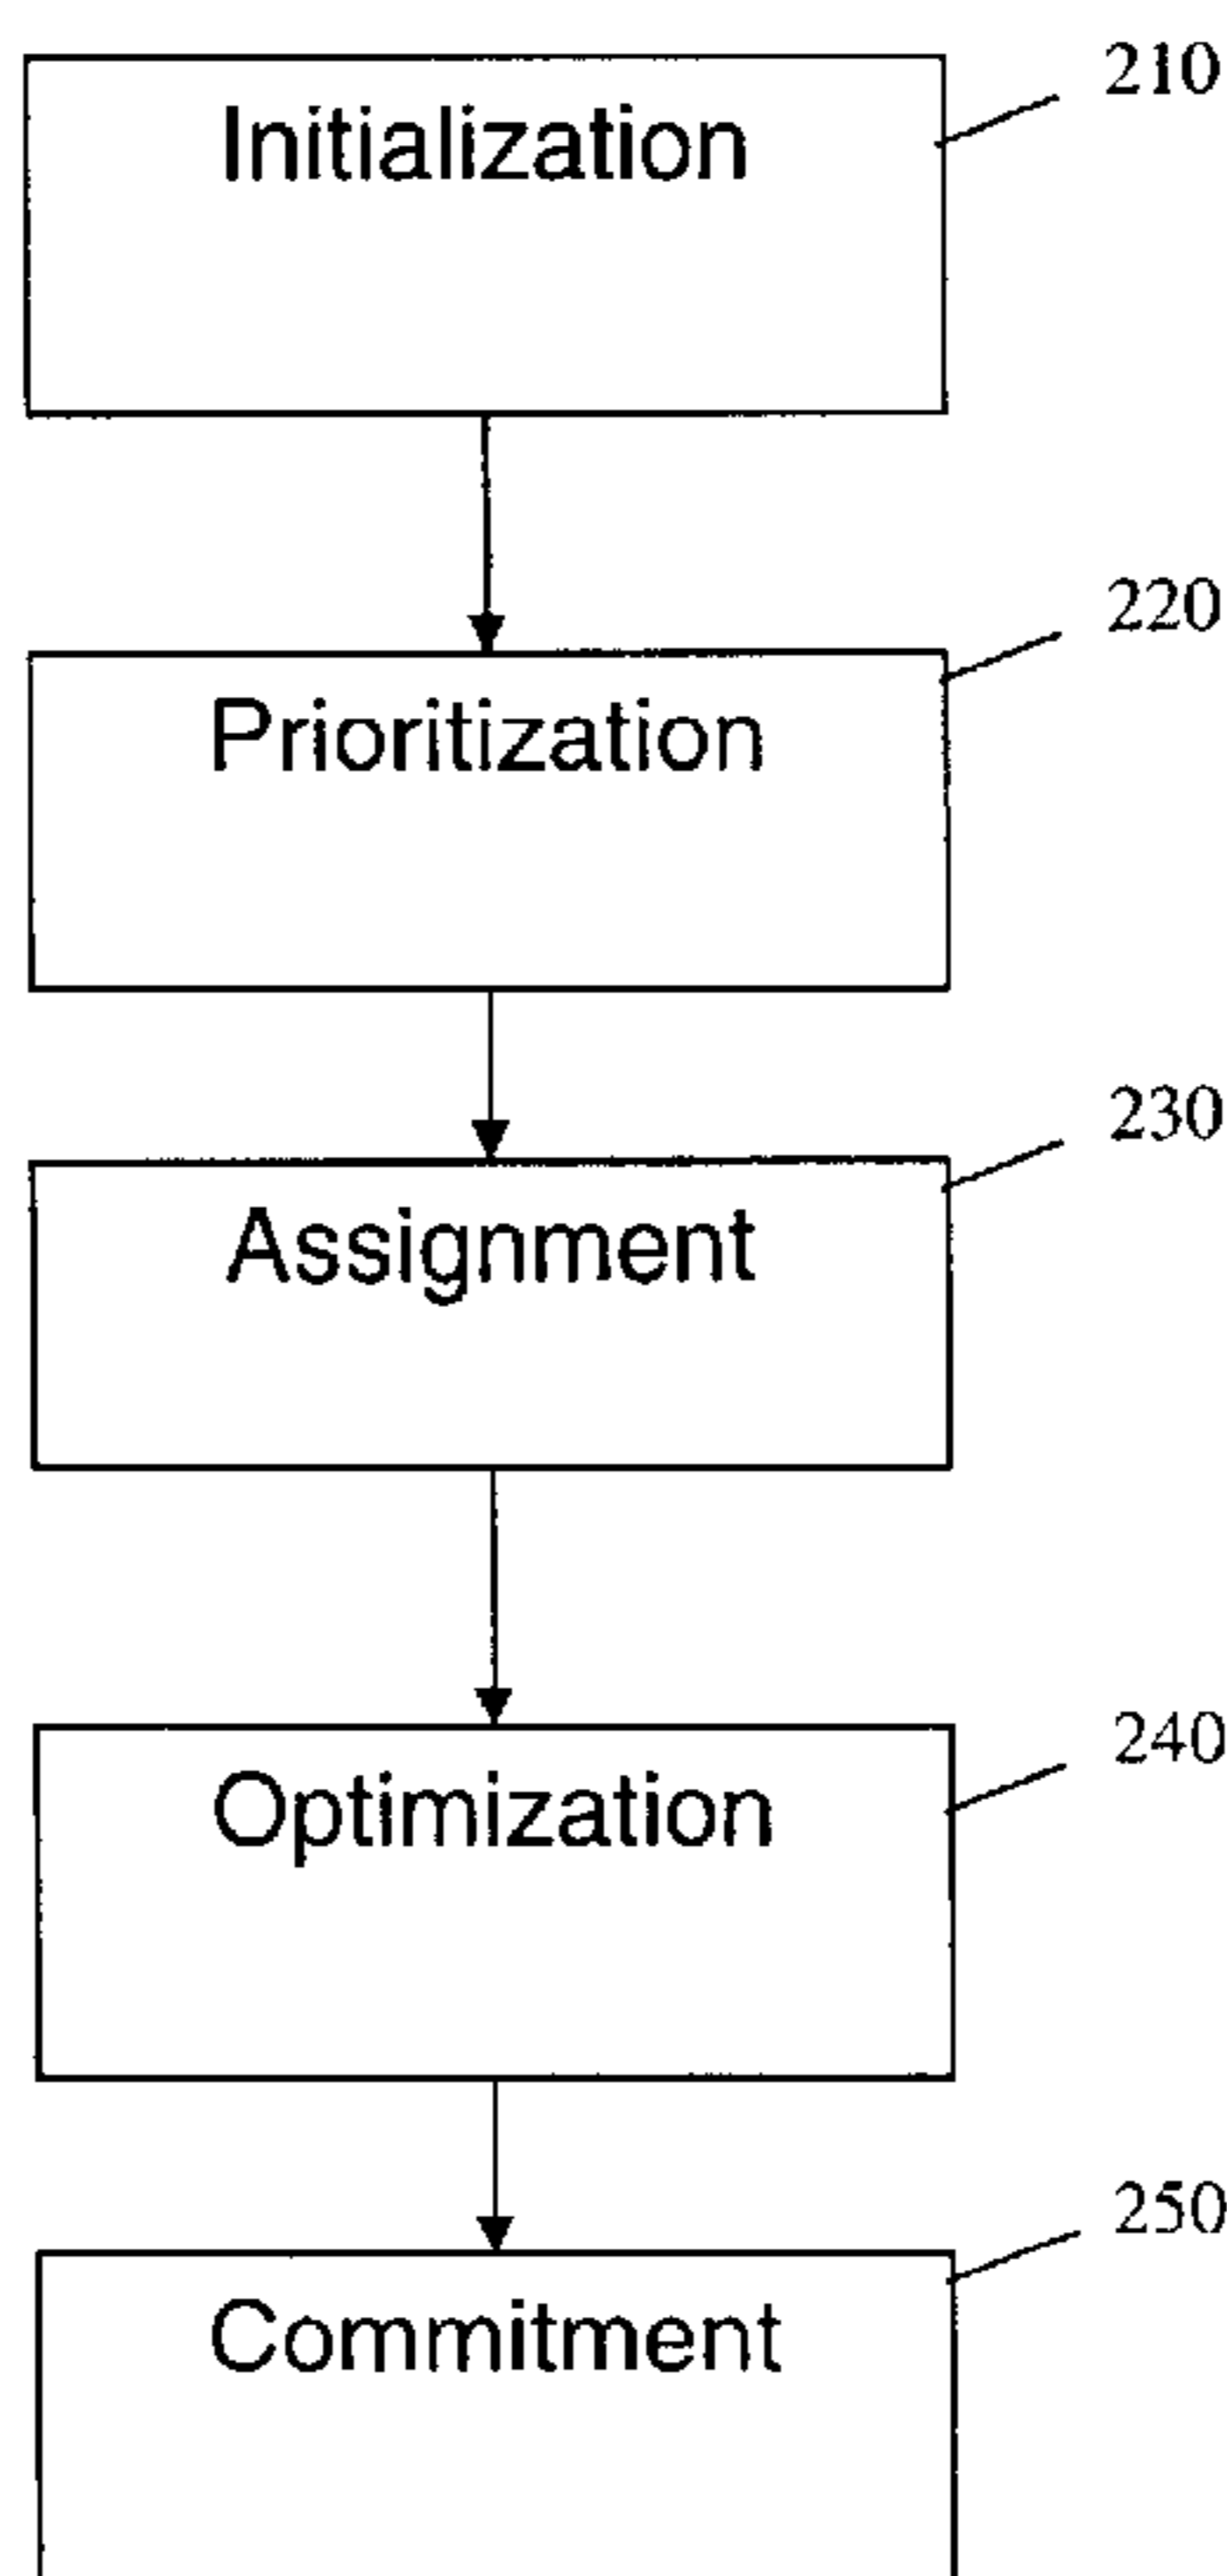 210
Initialization
220
Prioritization
230
Assignment
240
Optimization
250
Commitment